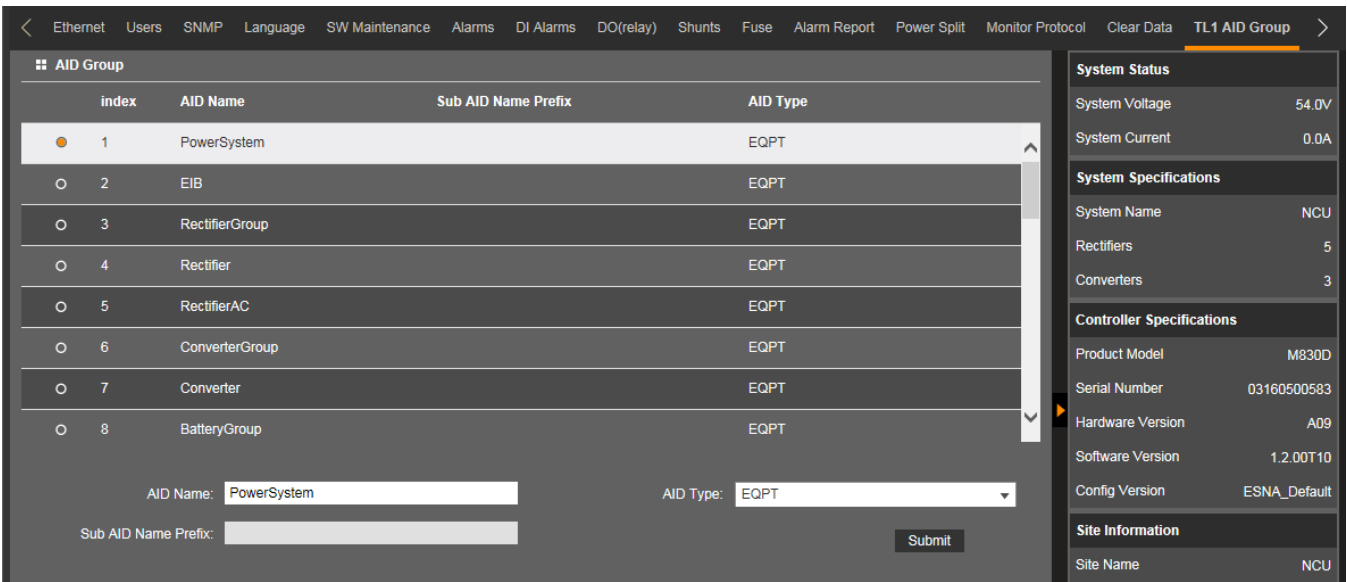 Ethernet Users SNMP Language SW Maintenance Alarms DI Alarms DO(relay) Shunts Fuse Alarm Report Power Split Monitor Protocol Clear Data TL1 AID Group
AID Group
index AID Name Sub AID Name Prefix AID Type
1 PowerSystem EQPT
2 EIB EQPT
3 RectifierGroup EQPT
4 Rectifier EQPT
5 RectifierAC EQPT
6 ConverterGroup EQPT
7 Converter EQPT
8 BatteryGroup EQPT
AID Name: PowerSystem AID Type: EQPT
Sub AID Name Prefix:
Submit
System Status
System Voltage 54.0V
System Current 0.0A
System Specifications
System Name NCU
Rectifiers 5
Converters 3
Controller Specifications
Product Model M830D
Serial Number 03160500583
Hardware Version A09
Software Version 1.2.00T10
Config Version ESNA_Default
Site Information
Site Name NCU